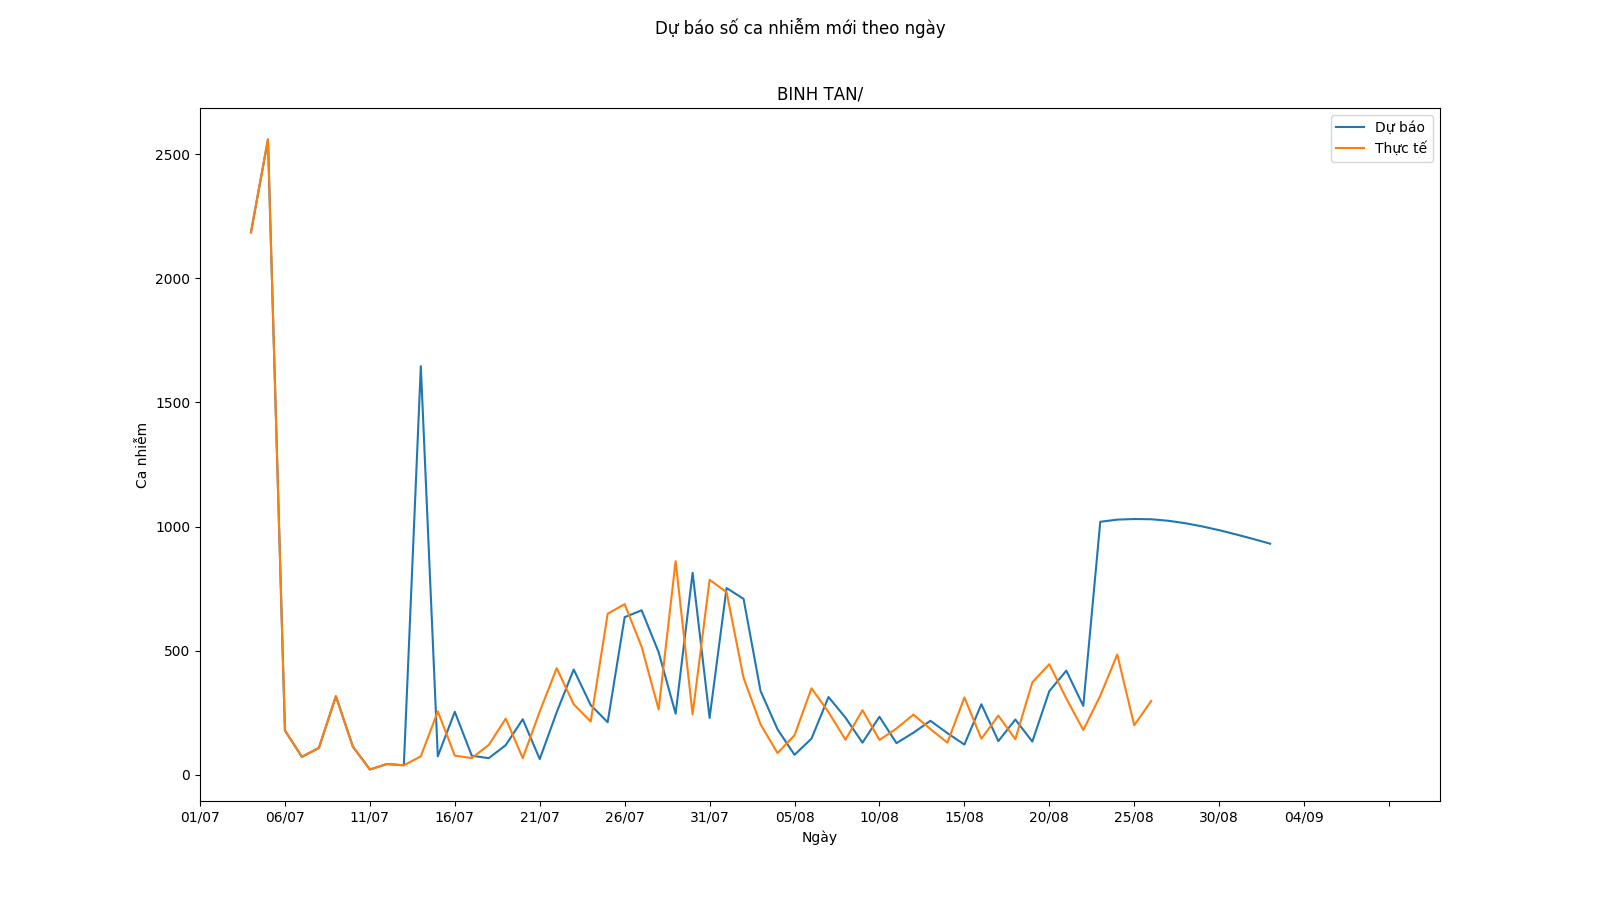 Dự báo số ca nhiễm mới theo ngày
BINH TAN/
Dự báo
Thực tế
2500
2000
1500
1000
500
0
Ca nhiễm
01/07 06/07 11/07 16/07 21/07 26/07 31/07 05/08 10/08 15/08 20/08 25/08 30/08 04/09
Ngày